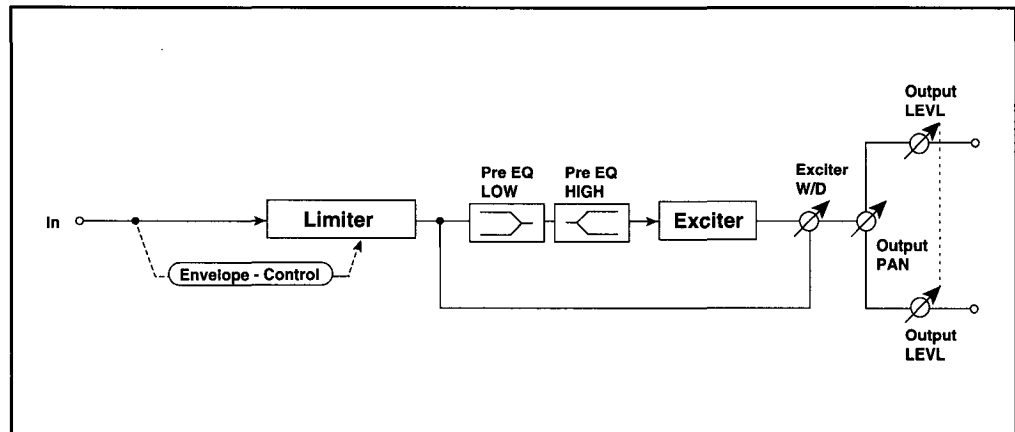 Output
LEVL
Pre EQ
LOW
Pre EQ
HIGH
Exciter
W/D
In
Limiter
Exciter
Output
PAN
Envelope - Control
Output
LEVL